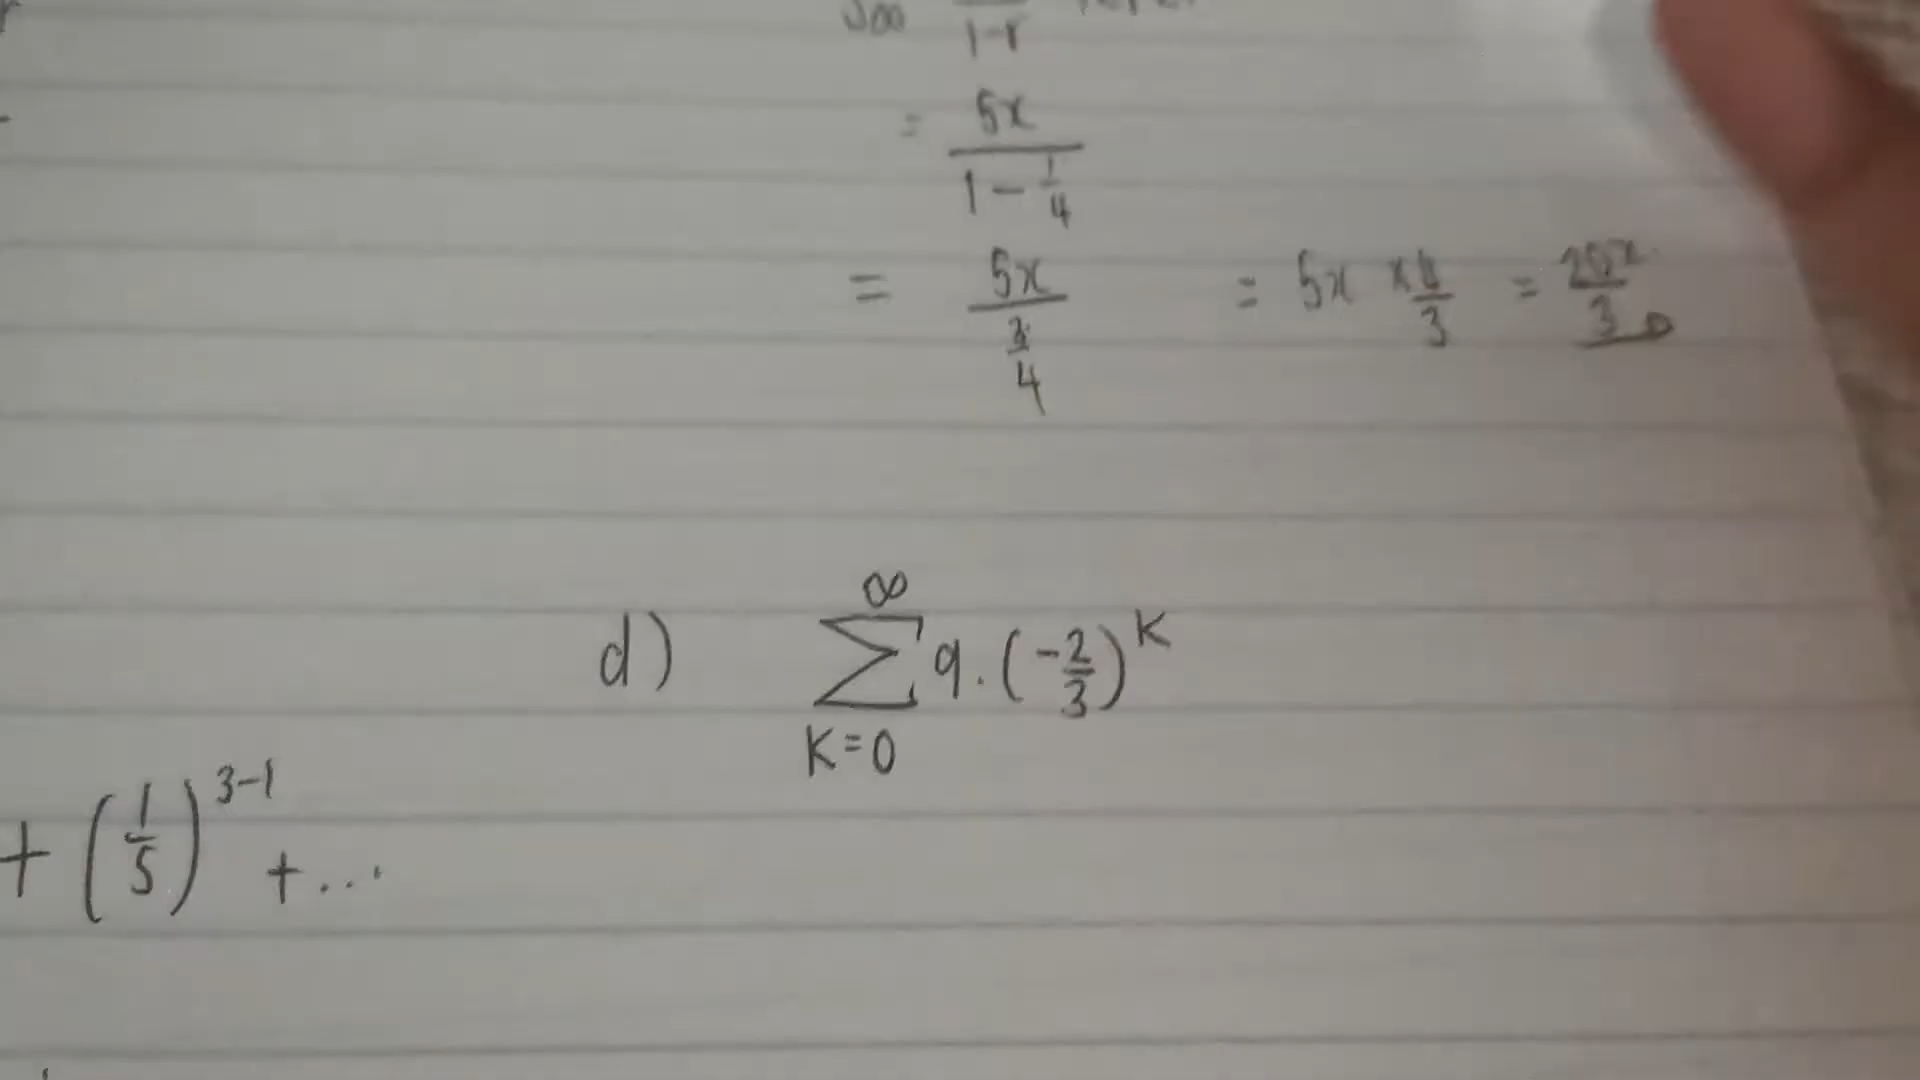 S∞ 1-r
= 5x / (1 - 1/4)
= 5x / (3/4) = 5x × 4/3 = 20x/3
d) ∞ Σ K=0 9.(-2/3)^K
+ (1/5)^3-1 + ...